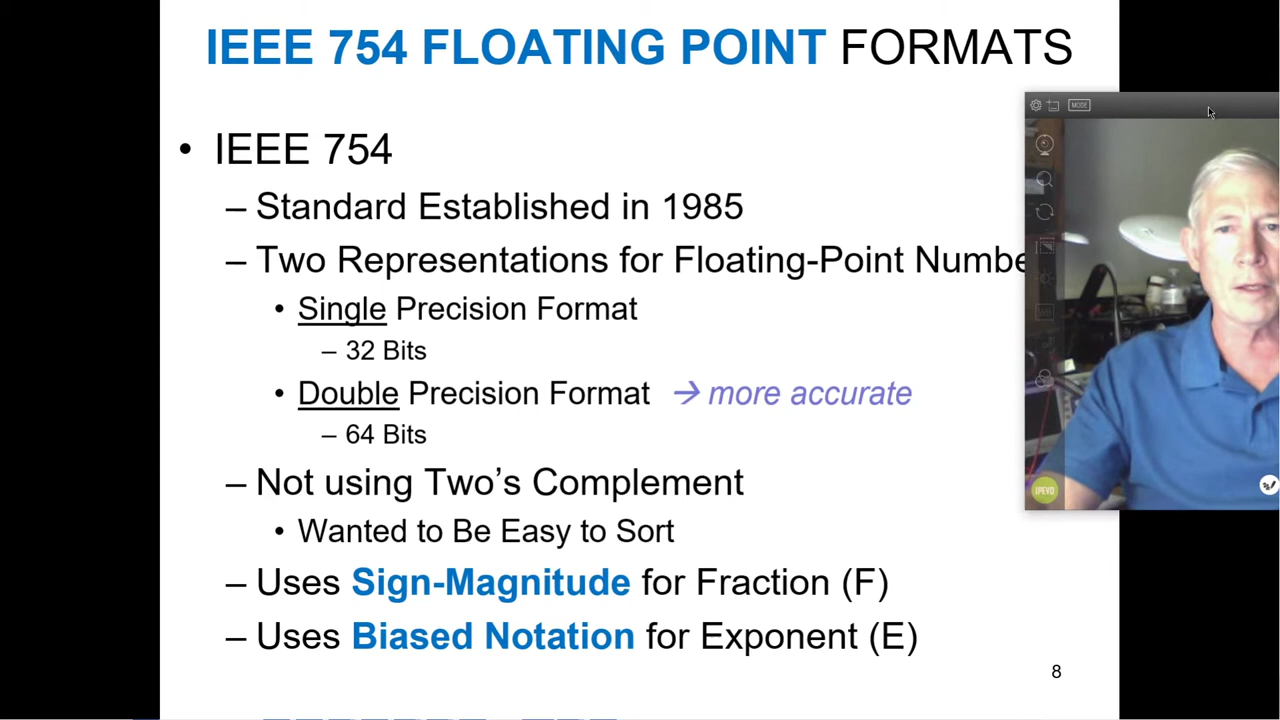 IEEE 754 FLOATING POINT FORMATS
• IEEE 754
– Standard Established in 1985
– Two Representations for Floating-Point Numbe
• Single Precision Format
– 32 Bits
• Double Precision Format → more accurate
– 64 Bits
– Not using Two’s Complement
• Wanted to Be Easy to Sort
– Uses Sign-Magnitude for Fraction (F)
– Uses Biased Notation for Exponent (E)
8
MODE
IPEVO